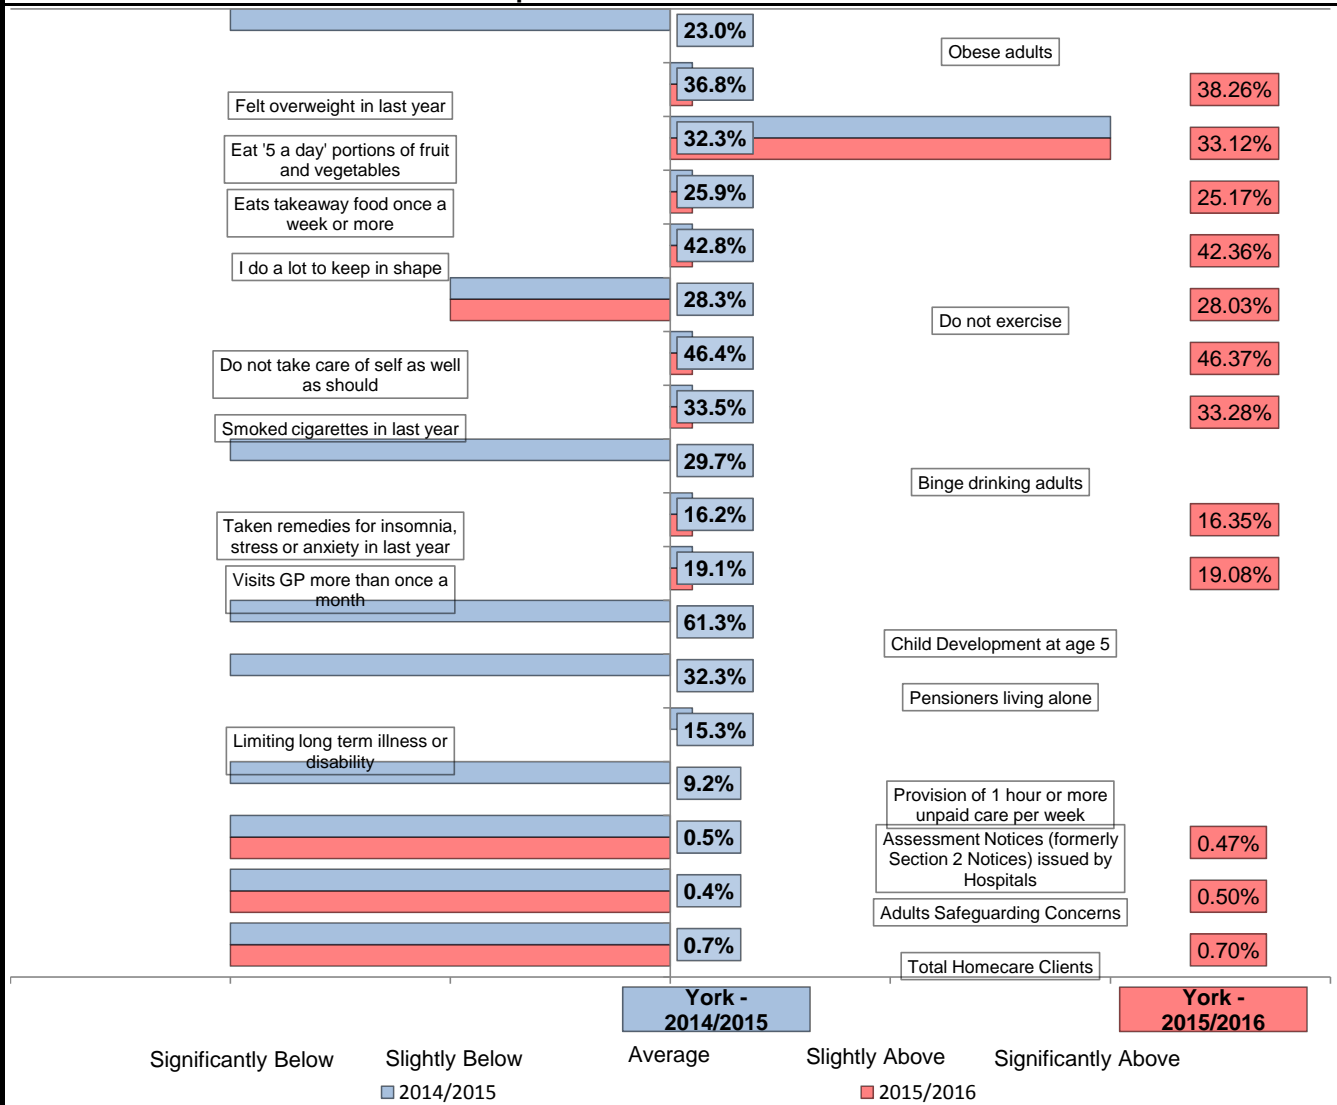 23.0%
Obese adults
36.8%
38.26%
Felt overweight in last year
32.3%
33.12%
Eat '5 a day' portions of fruit
and vegetables
25.9%
25.17%
Eats takeaway food once a
week or more
42.8%
42.36%
I do a lot to keep in shape
28.3%
28.03%
Do not exercise
46.4%
46.37%
Do not take care of self as well
as should
33.5%
33.28%
Smoked cigarettes in last year
29.7%
Binge drinking adults
16.2%
16.35%
Taken remedies for insomnia,
stress or anxiety in last year
19.1%
19.08%
Visits GP more than once a
month
61.3%
Child Development at age 5
32.3%
Pensioners living alone
15.3%
Limiting long term illness or
disability
9.2%
Provision of 1 hour or more
unpaid care per week
0.5%
0.47%
Assessment Notices (formerly
Section 2 Notices) issued by
Hospitals
0.4%
0.50%
Adults Safeguarding Concerns
0.7%
0.70%
Total Homecare Clients
York -
2014/2015
York -
2015/2016
Significantly Below
Slightly Below
Average
Slightly Above
Significantly Above
2014/2015
2015/2016